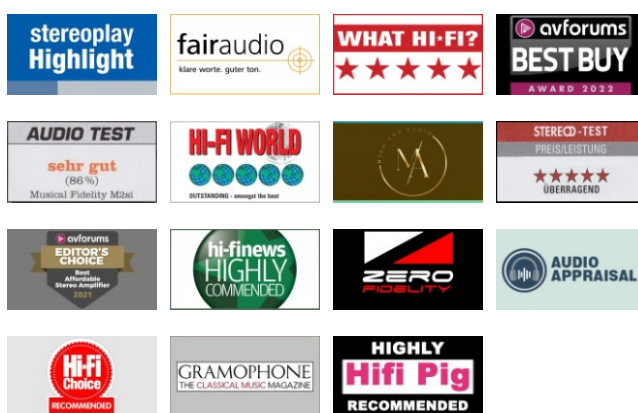 stereoplay
Highlight
fairaudio
klare worte. guter ton.
WHAT HI-FI?
avforums
BEST BUY
AWARD 2022
AUDIO TEST
sehr gut
(86%)
Musical Fidelity M2si
HI-FI WORLD
OUTSTANDING - amongst the best
MA
STEREO-TEST
PREIS/LEISTUNG
ÜBERRAGEND
avforums
EDITOR'S
CHOICE
Best
Affordable
Stereo Amplifier
2021
hi-finews
HIGHLY
COMMENDED
ZERO
FIDELITY
AUDIO
APPRAISAL
Hi-Fi
Choice
RECOMMENDED
GRAMOPHONE
THE CLASSICAL MUSIC MAGAZINE
HIGHLY
Hifi Pig
RECOMMENDED